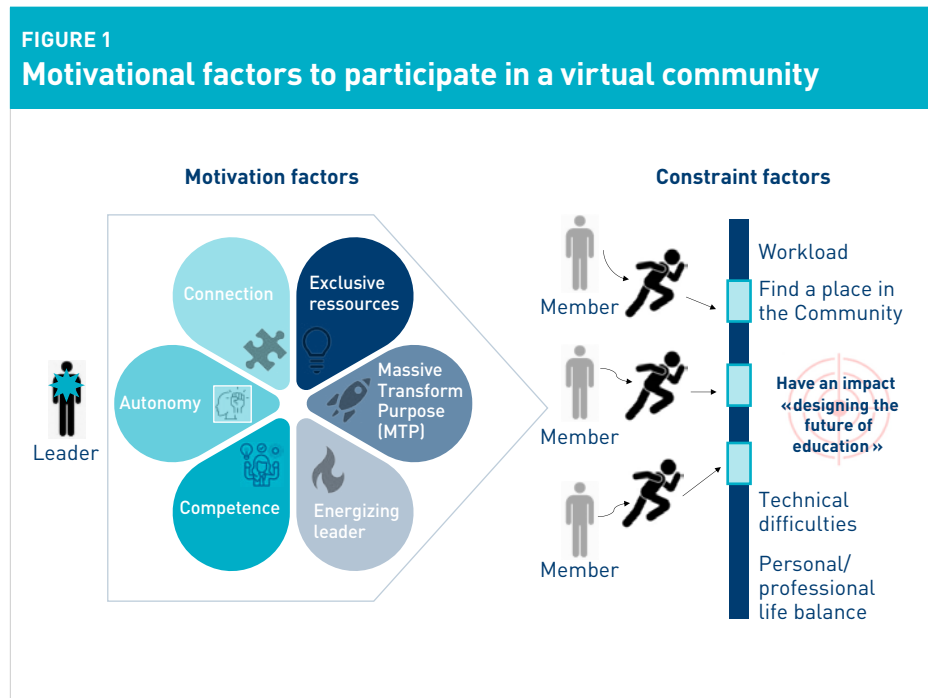 FIGURE 1
Motivational factors to participate in a virtual community
Motivation factors
Constraint factors
Connection
Exclusive
ressources
Autonomy
Massive
Transform
Purpose
(MTP)
Competence
Energizing
leader
Leader
Member
Member
Member
Workload
Find a place in
the Community
Have an impact
«designing the
future of
education»
Technical
difficulties
Personal/
professional
life balance